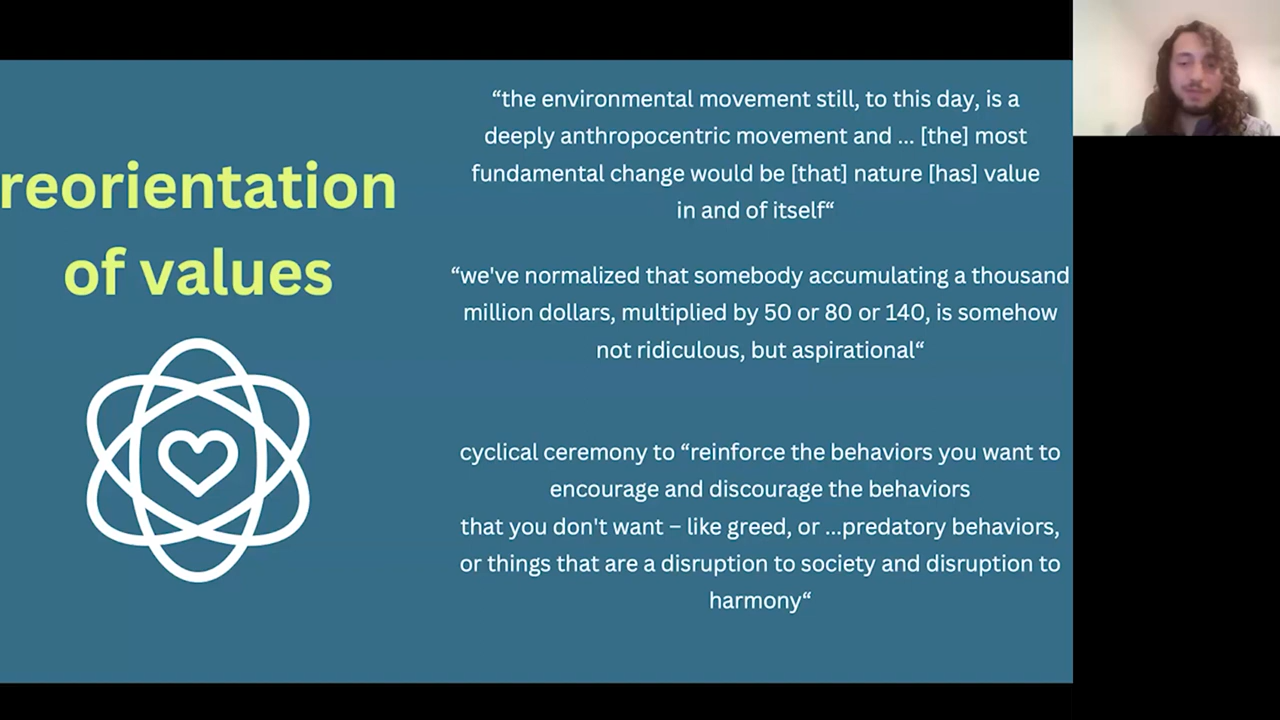 reorientation
of values
“the environmental movement still, to this day, is a
deeply anthropocentric movement and ... [the] most
fundamental change would be [that] nature [has] value
in and of itself“
“we've normalized that somebody accumulating a thousand
million dollars, multiplied by 50 or 80 or 140, is somehow
not ridiculous, but aspirational“
cyclical ceremony to “reinforce the behaviors you want to
encourage and discourage the behaviors
that you don't want – like greed, or ...predatory behaviors,
or things that are a disruption to society and disruption to
harmony“